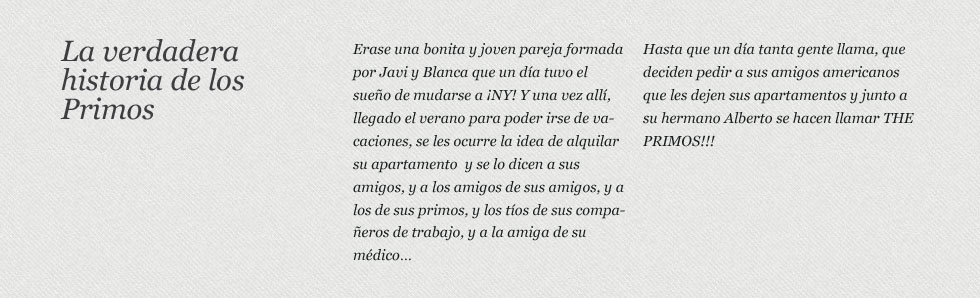 La verdadera
historia de los
Primos
Erase una bonita y joven pareja formada
por Javi y Blanca que un día tuvo el
sueño de mudarse a ¡NY! Y una vez allí,
llegado el verano para poder irse de va-
caciones, se les ocurre la idea de alquilar
su apartamento  y se lo dicen a sus
amigos, y a los amigos de sus amigos, y a
los de sus primos, y los tíos de sus compa-
ñeros de trabajo, y a la amiga de su
médico...
Hasta que un día tanta gente llama, que
deciden pedir a sus amigos americanos
que les dejen sus apartamentos y junto a
su hermano Alberto se hacen llamar THE
PRIMOS!!!